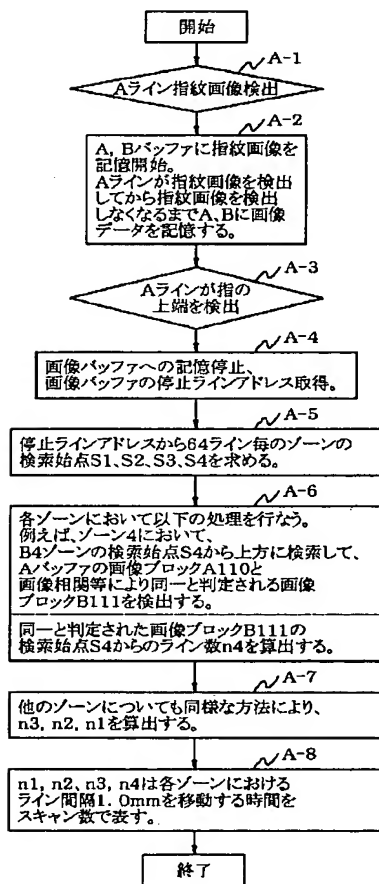 開始
A-1
Aライン指紋画像検出
A-2
A, Bバッファに指紋画像を
記憶開始。
Aラインが指紋画像を検出
してから指紋画像を検出
しなくなるまでA、Bに画像
データを記憶する。
A-3
Aラインが指の
上端を検出
A-4
画像バッファへの記憶停止、
画像バッファの停止ラインアドレス取得。
A-5
停止ラインアドレスから64ライン毎のゾーンの
検索始点S1、S2、S3、S4を求める。
A-6
各ゾーンにおいて以下の処理を行なう。
例えば、ゾーン4において、
B4ゾーンの検索始点S4から上方に検索して、
Aバッファの画像ブロックA110と
画像相関等により同一と判定される画像
ブロックB111を検出する。
同一と判定された画像ブロックB111の
検索始点S4からのライン数n4を算出する。
A-7
他のゾーンについても同様な方法により、
n3, n2, n1を算出する。
A-8
n1, n2、n3, n4は各ゾーンにおける
ライン間隔1. 0mmを移動する時間を
スキャン数で表す。
終了